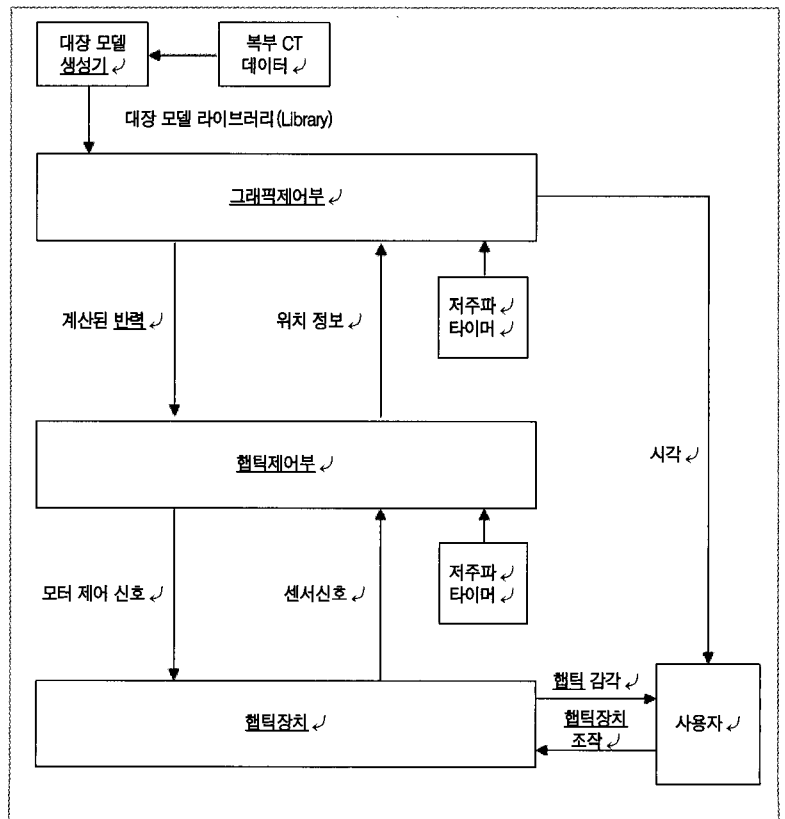 대장 모델
생성기
복부 CT
데이터
대장 모델 라이브러리(Library)
그래픽제어부
계산된 반력
위치 정보
저주파
타이머
햅틱제어부
시각
모터 제어 신호
센서신호
저주파
타이머
햅틱장치
햅틱 감각
햅틱장치
조작
사용자